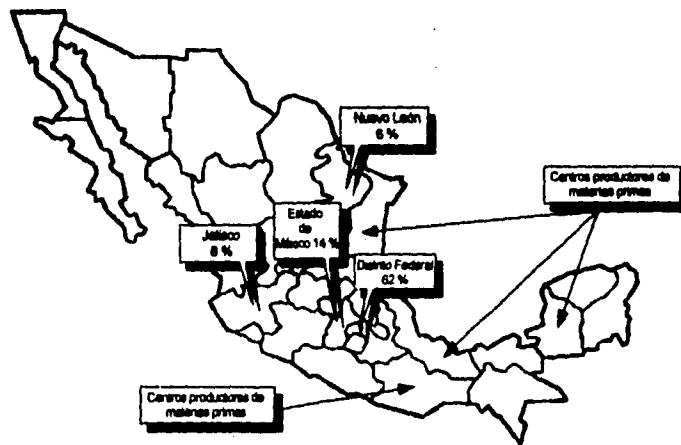 Nuevo León
6 %
Centros productores de
materias primas
Estado
de
México 14 %
Jalisco
8 %
Distrito Federal
62 %
Centros productores de
materias primas